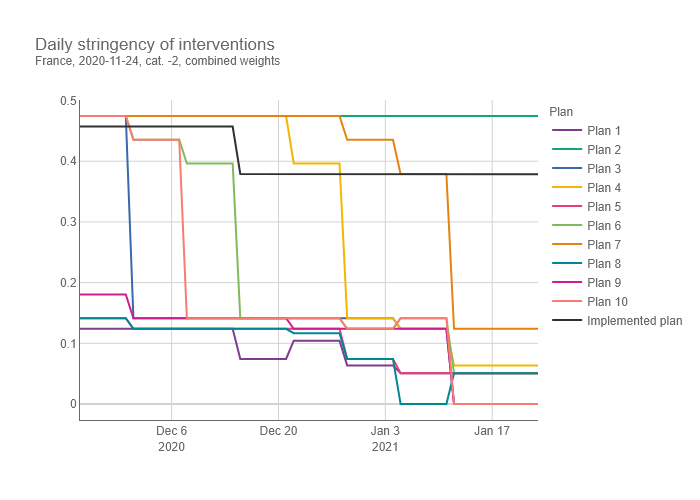 Daily stringency of interventions
France, 2020-11-24, cat. -2, combined weights
0.5
0.4
0.3
0.2
0.1
0
Dec 6
2020
Dec 20
Jan 3
2021
Jan 17
Plan
Plan 1
Plan 2
Plan 3
Plan 4
Plan 5
Plan 6
Plan 7
Plan 8
Plan 9
Plan 10
Implemented plan